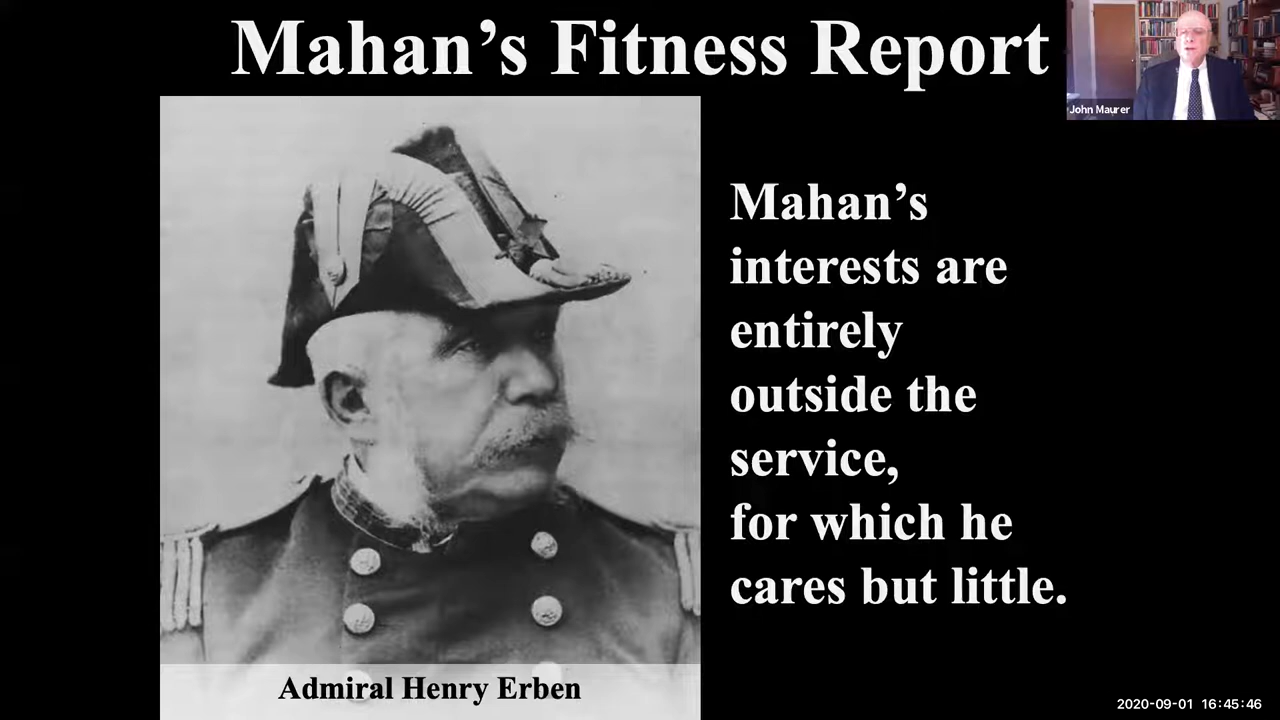 Mahan’s Fitness Report
John Maurer
Mahan’s
interests are
entirely
outside the
service,
for which he
cares but little.
Admiral Henry Erben
2020-09-01 16:45:46